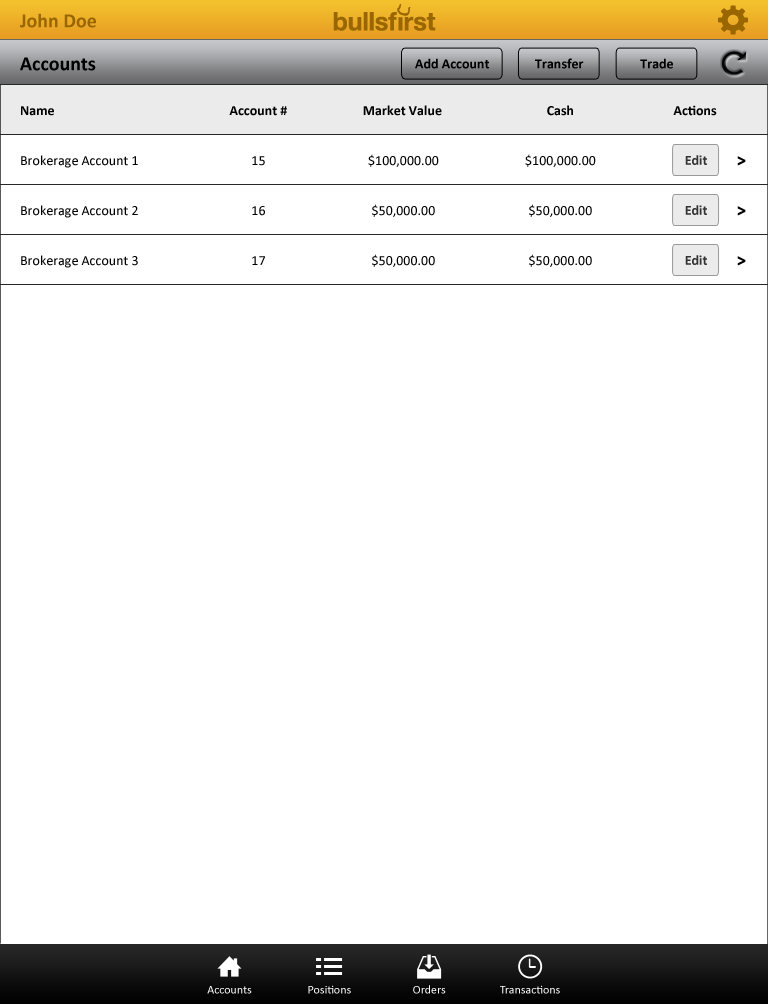 John Doe bullsfirst
Accounts Add Account Transfer Trade
Name Account # Market Value Cash Actions
Brokerage Account 1 15 $100,000.00 $100,000.00 Edit >
Brokerage Account 2 16 $50,000.00 $50,000.00 Edit >
Brokerage Account 3 17 $50,000.00 $50,000.00 Edit >
Accounts Positions Orders Transactions